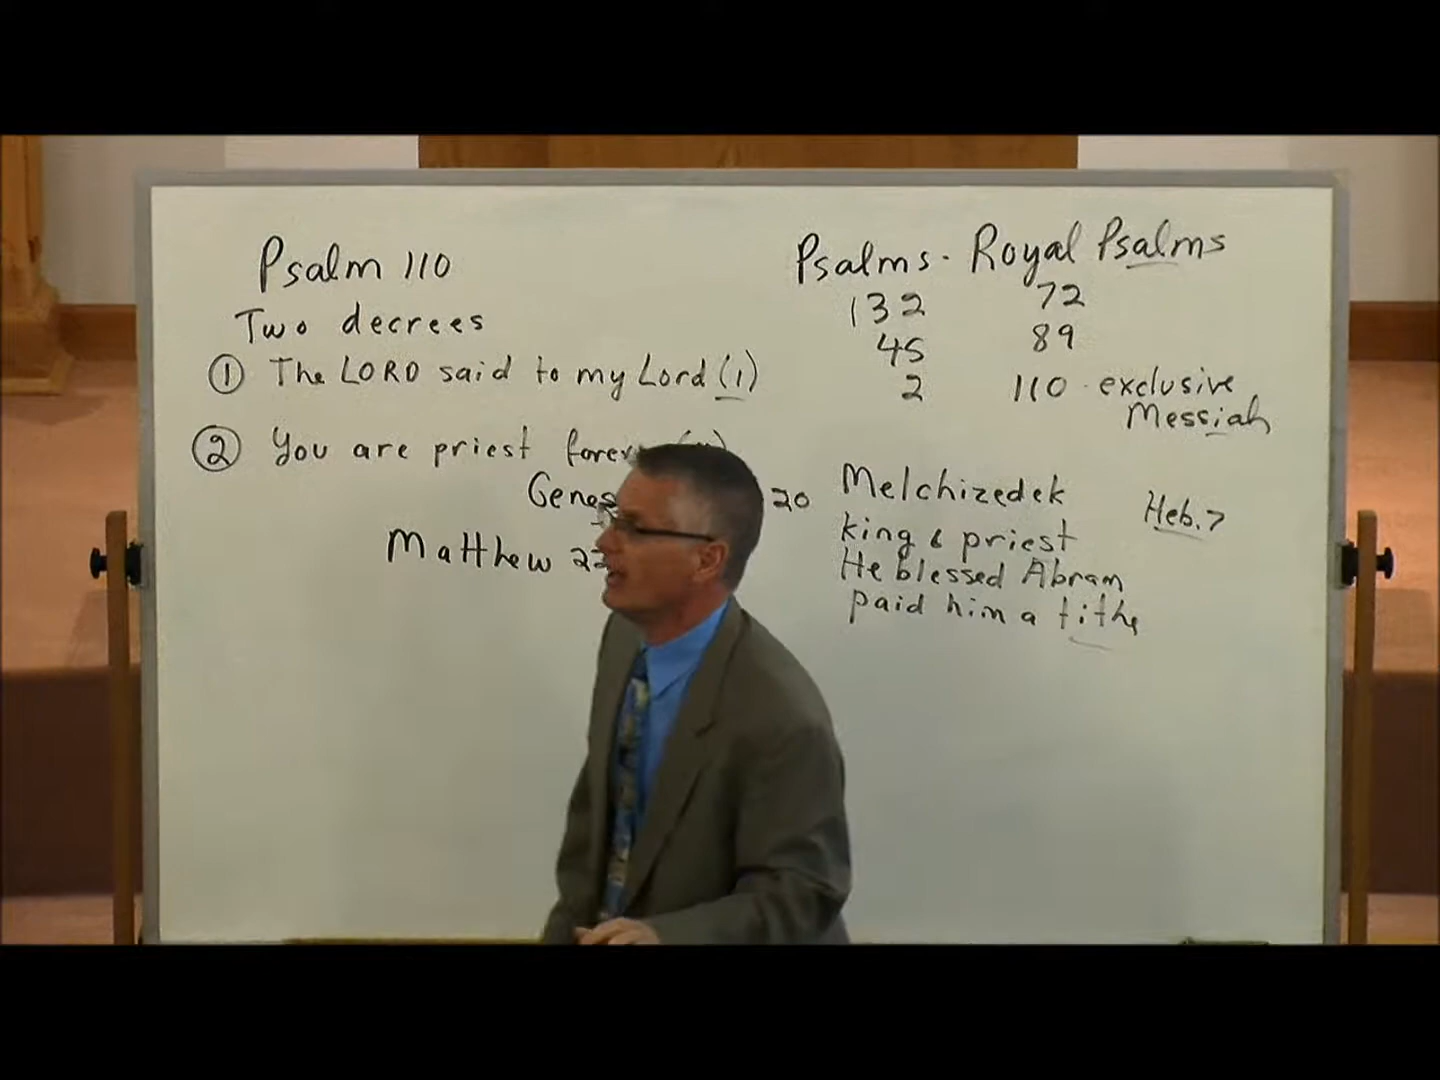 Psalm 110
Two decrees
① The LORD said to my Lord (1)
② You are priest
20
Matthew
Psalms - Royal Psalms
132 72
45 89
2 110 - exclusive
Messiah
Melchizedek
Heb. 7
king & priest
He blessed Abram
paid him a tithe